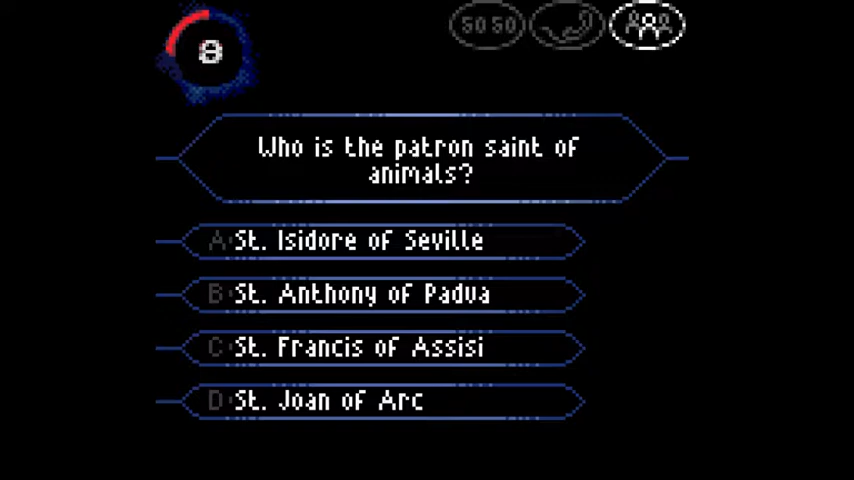 50 50
8
Who is the patron saint of
animals?
A· St. Isidore of Seville
B· St. Anthony of Padua
C· St. Francis of Assisi
D· St. Joan of Arc